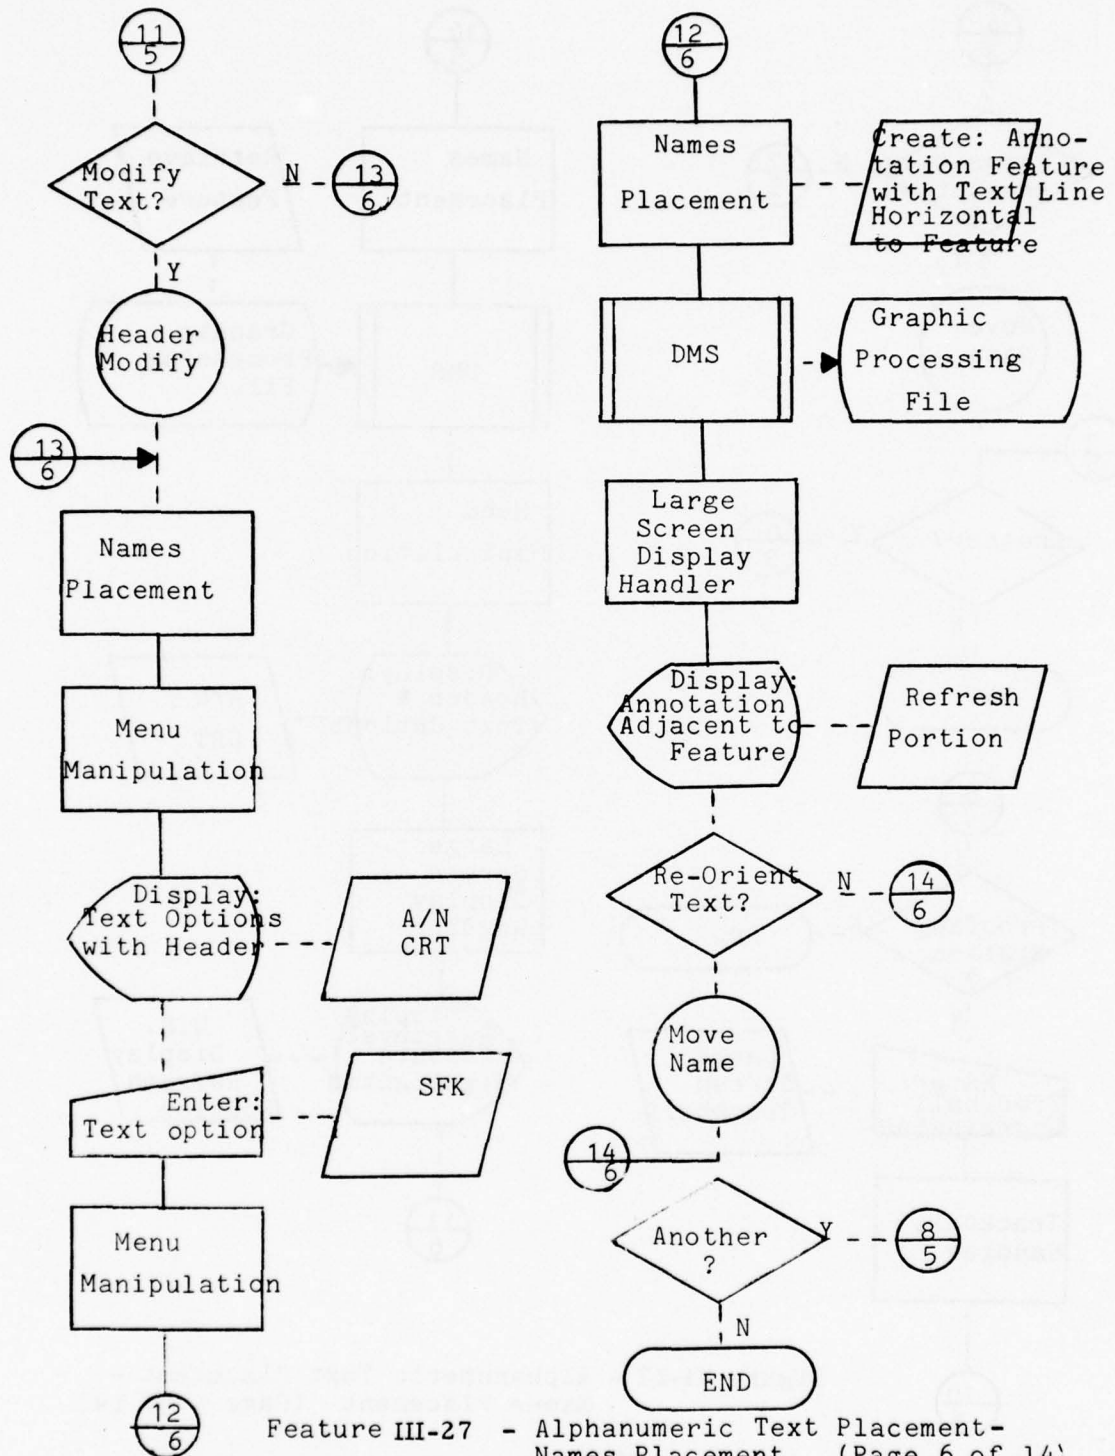 11
5
Modify
Text?
N
13
6
Y
Header
Modify
13
6
Names
Placement
Menu
Manipulation
Display:
Text Options
with Header
A/N
CRT
Enter:
Text option
SFK
Menu
Manipulation
12
6
12
6
Names
Placement
Create: Anno-
tation Feature
with Text Line
Horizontal
to Feature
DMS
Graphic
Processing
File
Large
Screen
Display
Handler
Display:
Annotation
Adjacent to
Feature
Refresh
Portion
Re-Orient
Text?
N
14
6
Move
Name
14
6
Another
?
Y
8
5
N
END
Feature III-27 - Alphanumeric Text Placement-
Names Placement (Page 6 of 14)